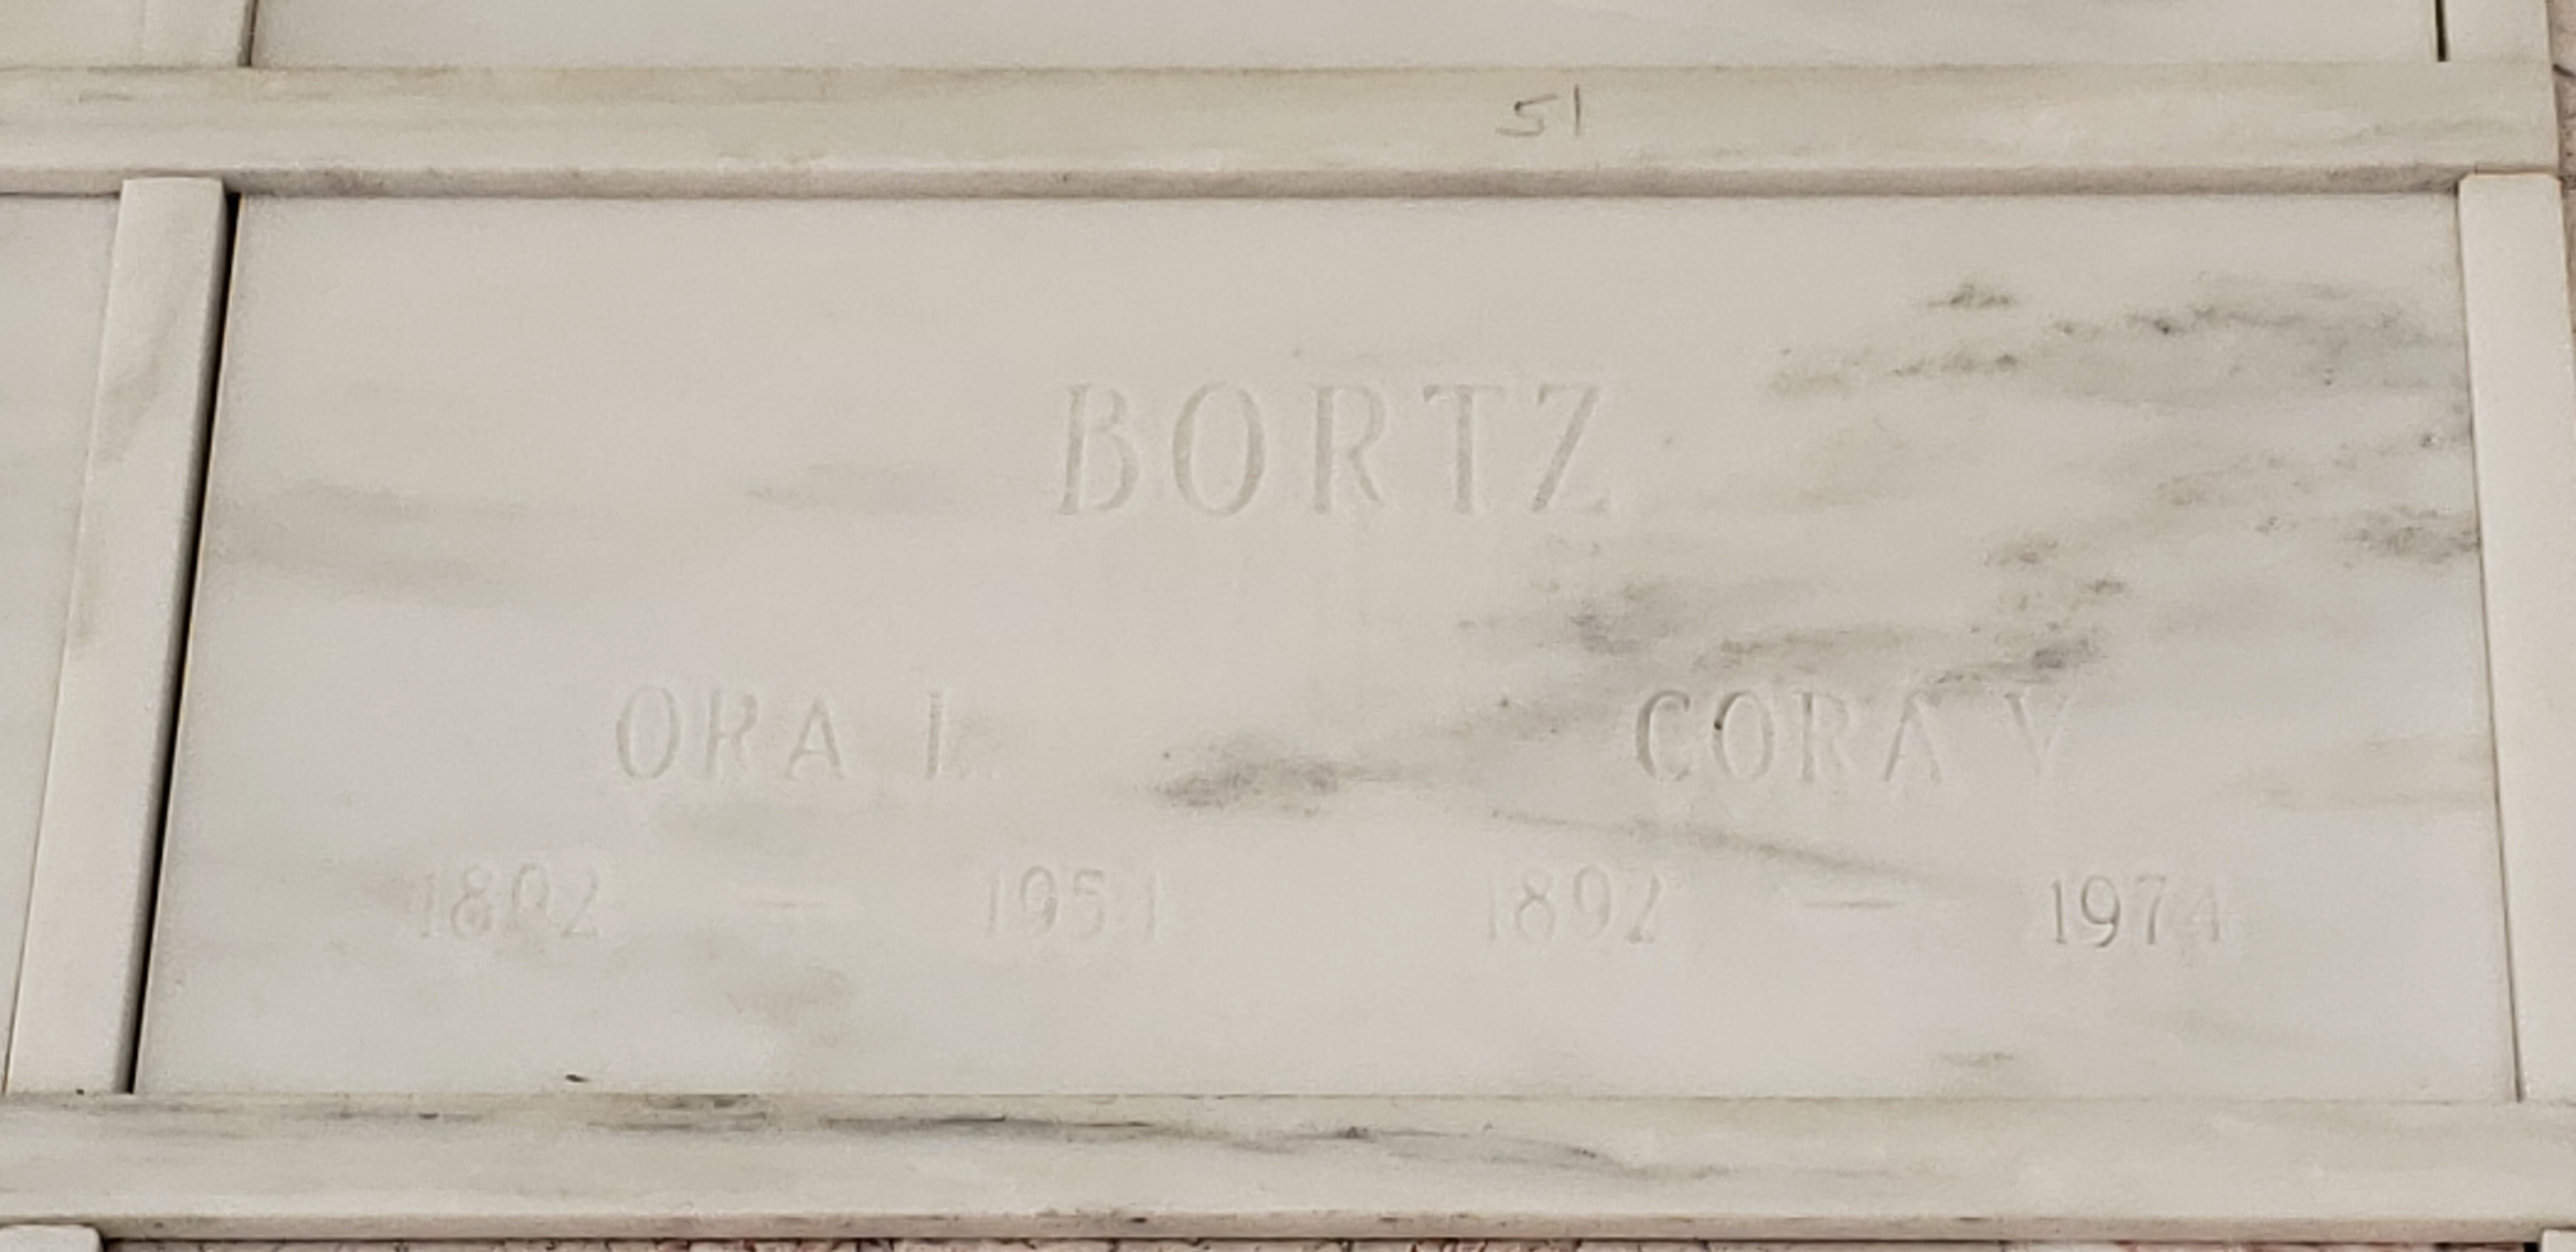 51
BORTZ
ORA L. CORA V.
1892 — 1954 1892 — 1974